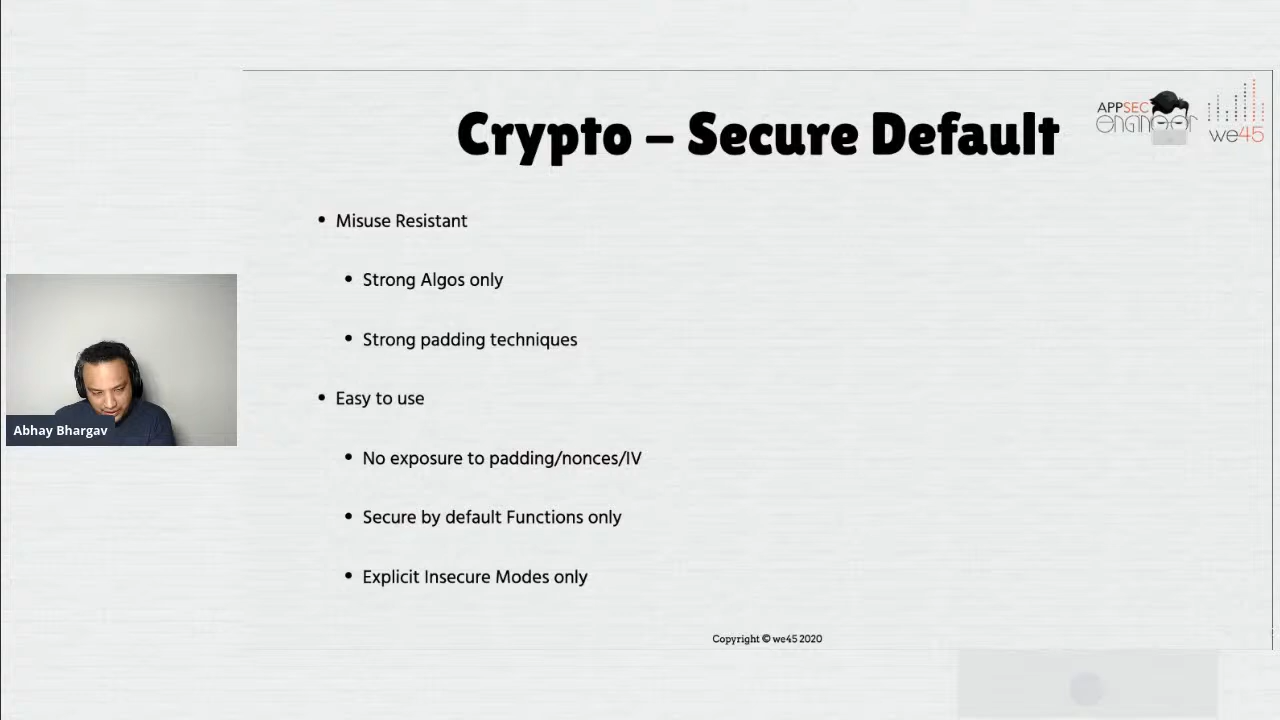 Crypto – Secure Default
APPSEC
engineer
we45
• Misuse Resistant
• Strong Algos only
• Strong padding techniques
• Easy to use
• No exposure to padding/nonces/IV
• Secure by default Functions only
• Explicit Insecure Modes only
Abhay Bhargav
Copyright © we45 2020